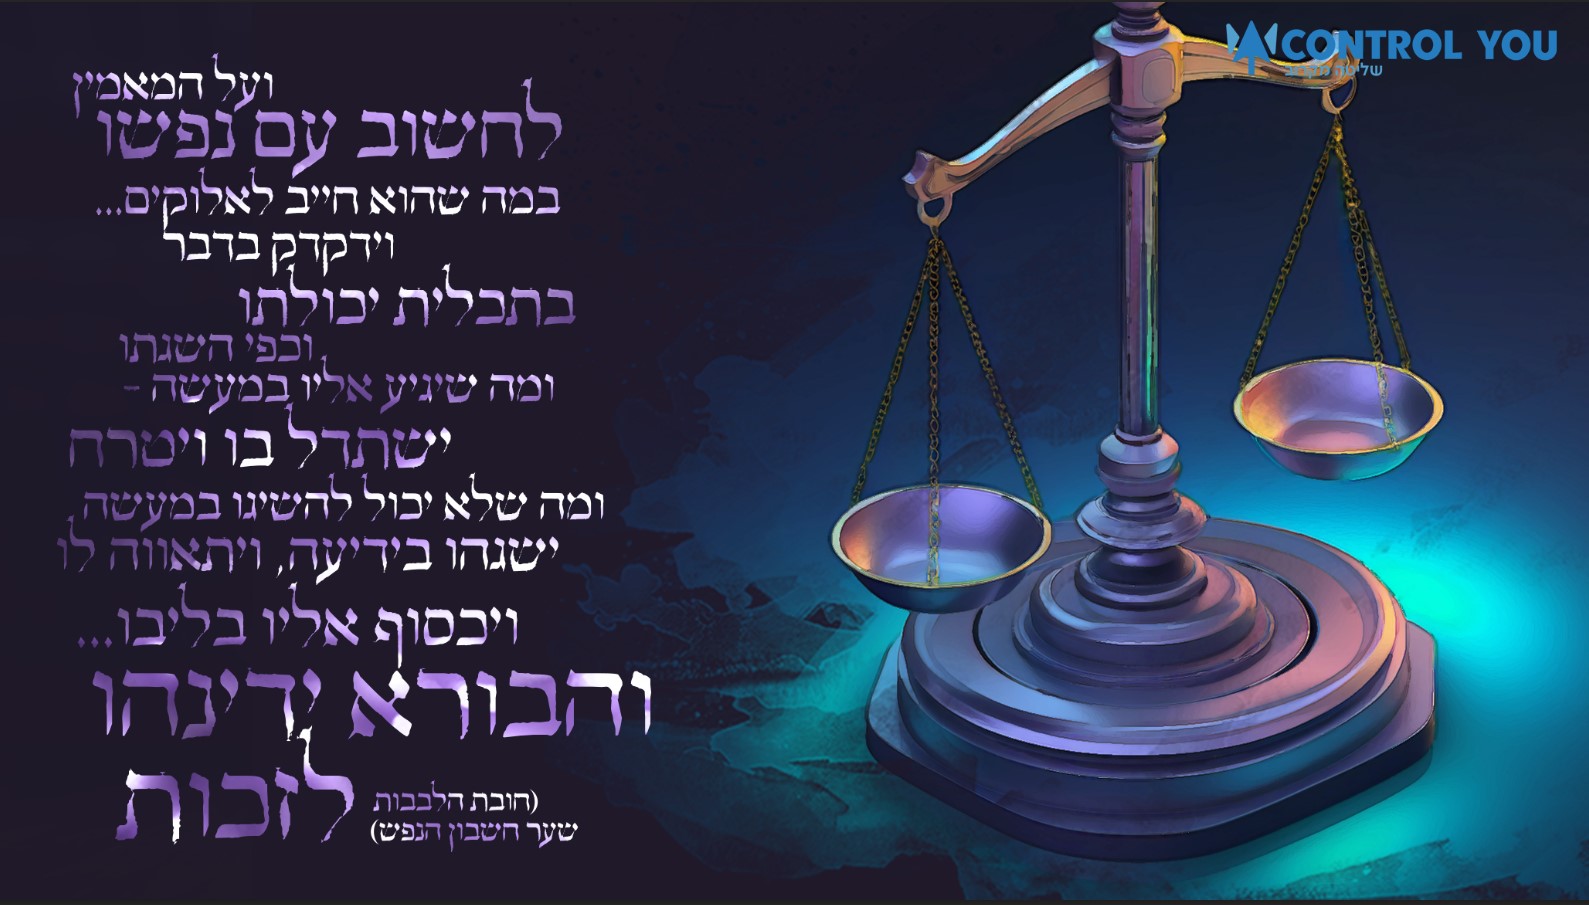 ועל המאמין
לחשוב עם נפשו
במה שהוא חייב לאלוקים...
וידקדק בדבר
בתכלית יכולתו
וכפי השגתו
ומה שיגיע אליו במעשה -
ישתדל בו ויטרח
ומה שלא יכול להשיגו במעשה
ישגהו בידיעה, ויתאווה לו
ויכסוף אליו בליבו...
והבורא ידינהו
לזכות
(חובת הלבבות
שער חשבון הנפש)
CONTROL YOU
שליטה מקרוב